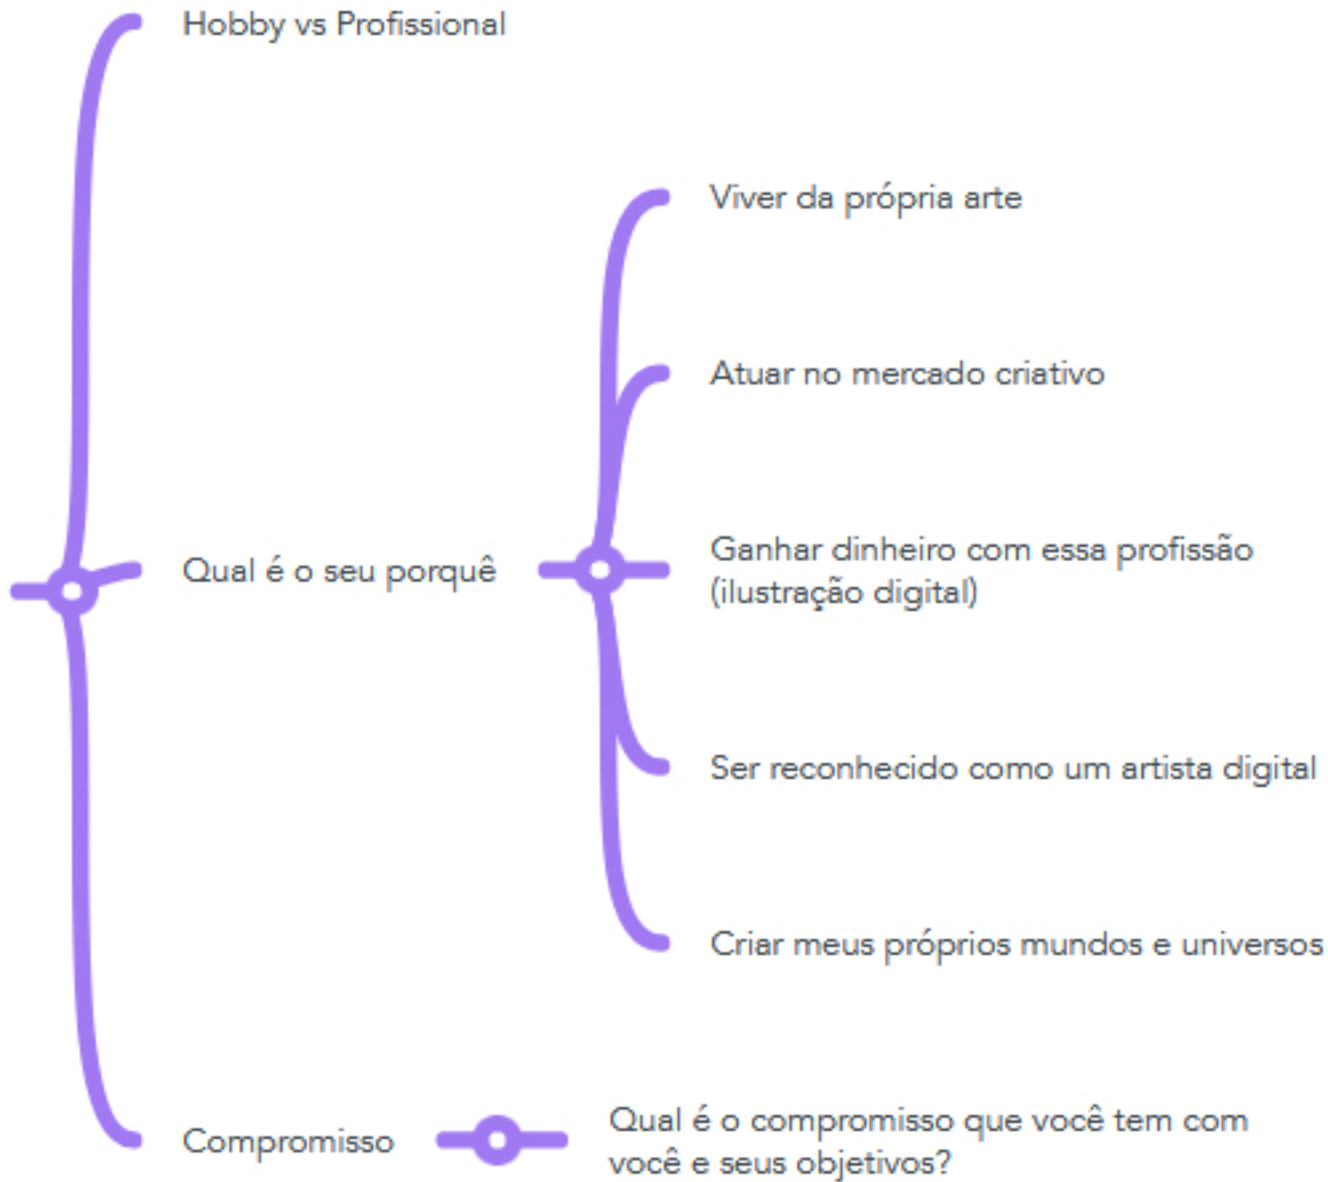 Hobby vs Profissional
Viver da própria arte
Atuar no mercado criativo
Qual é o seu porquê
Ganhar dinheiro com essa profissão
(ilustração digital)
Ser reconhecido como um artista digital
Criar meus próprios mundos e universos
Compromisso
Qual é o compromisso que você tem com
você e seus objetivos?